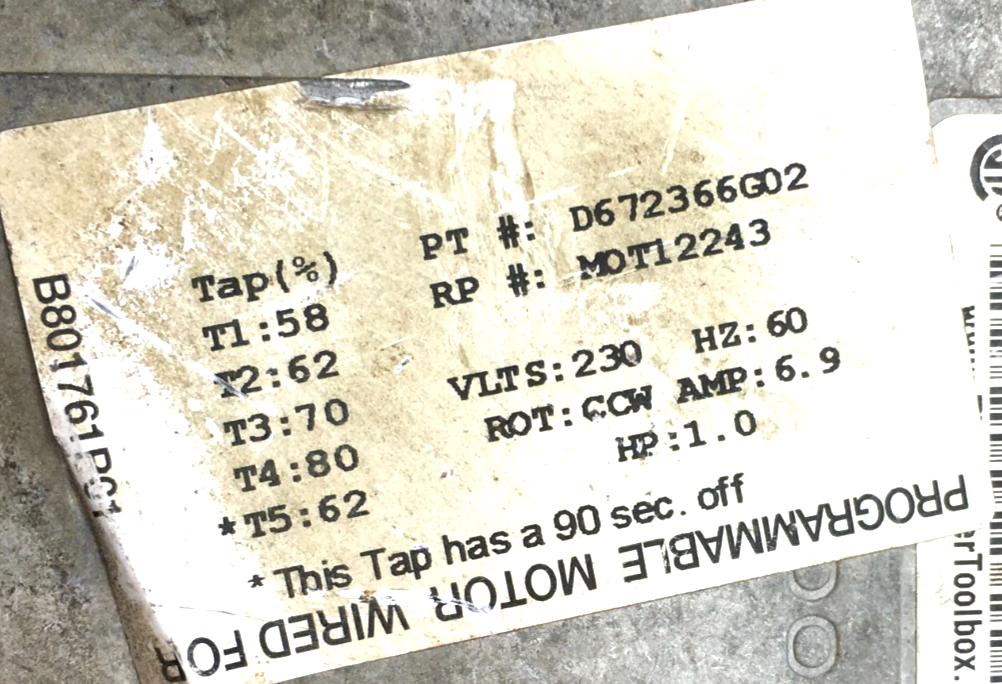 PT #: D672366G02
RP #: MOT12243
Tap(%)
T1:58
T2:62
T3:70
T4:80
*T5:62
VLTS:230 HZ:60
ROT:CCW AMP:6.9
HP:1.0
* This Tap has a 90 sec. off
PROGRAMMABLE MOTOR WIRED FOR
erToolbox.